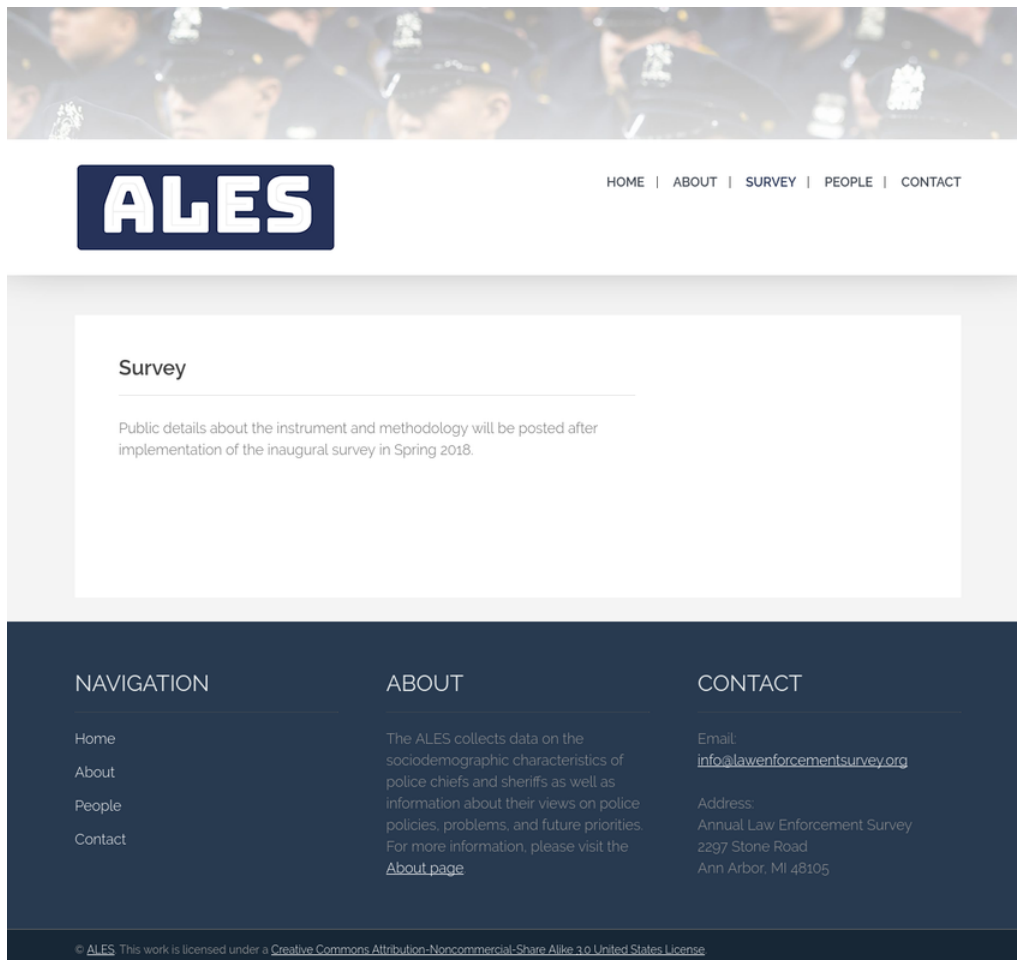 ALES
HOME | ABOUT | SURVEY | PEOPLE | CONTACT
Survey
Public details about the instrument and methodology will be posted after
implementation of the inaugural survey in Spring 2018.
NAVIGATION
Home
About
People
Contact
ABOUT
The ALES collects data on the
sociodemographic characteristics of
police chiefs and sheriffs as well as
information about their views on police
policies, problems, and future priorities.
For more information, please visit the
About page.
CONTACT
Email:
info@lawenforcementsurvey.org
Address:
Annual Law Enforcement Survey
2297 Stone Road
Ann Arbor, MI 48105
© ALES. This work is licensed under a Creative Commons Attribution-Noncommercial-Share Alike 3.0 United States License.